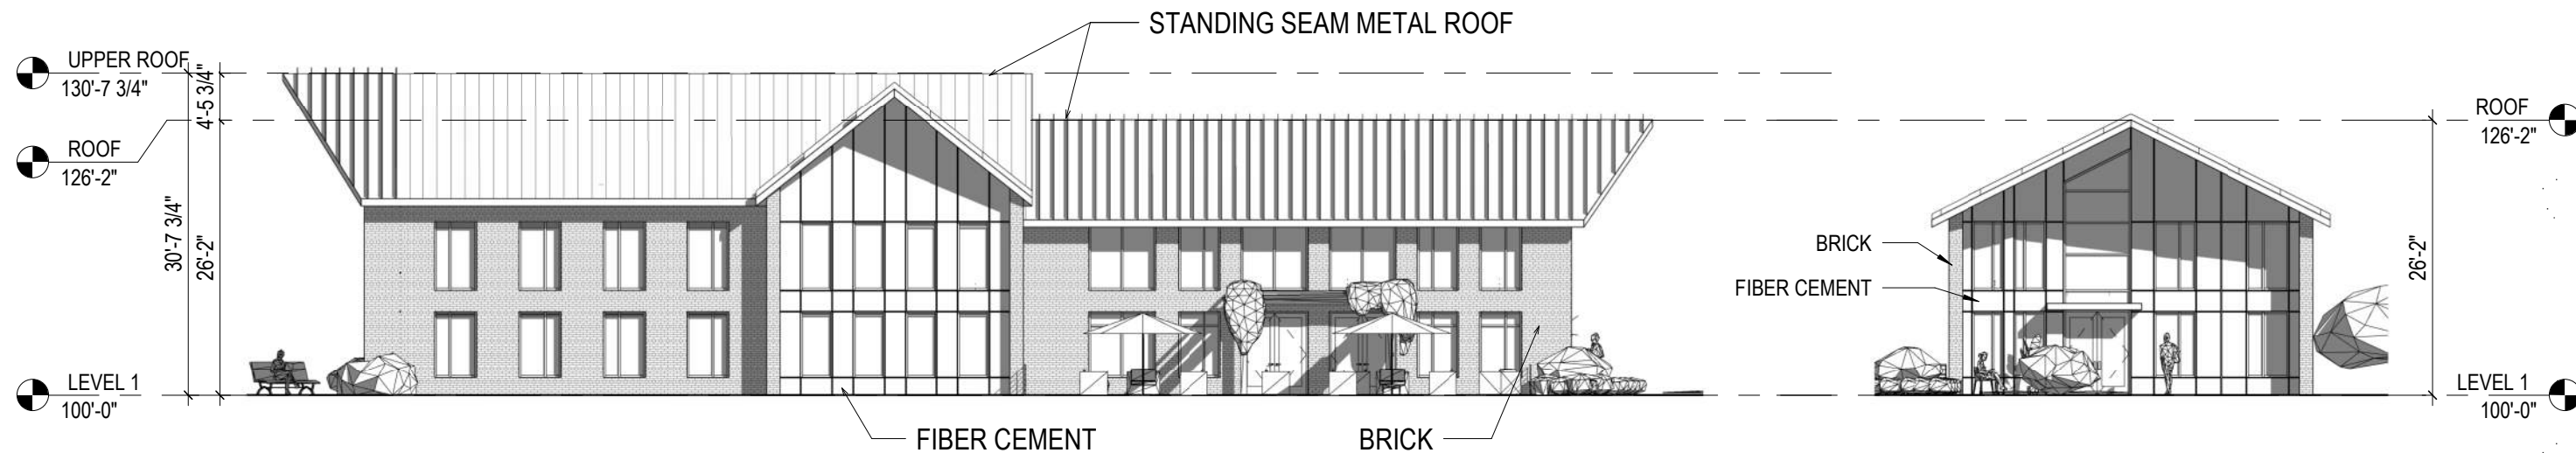 STANDING SEAM METAL ROOF
UPPER ROOF
130'-7 3/4"
4'-5 3/4"
ROOF
126'-2"
30'-7 3/4"
26'-2"
LEVEL 1
100'-0"
FIBER CEMENT
BRICK
BRICK
FIBER CEMENT
ROOF
126'-2"
26'-2"
LEVEL 1
100'-0"